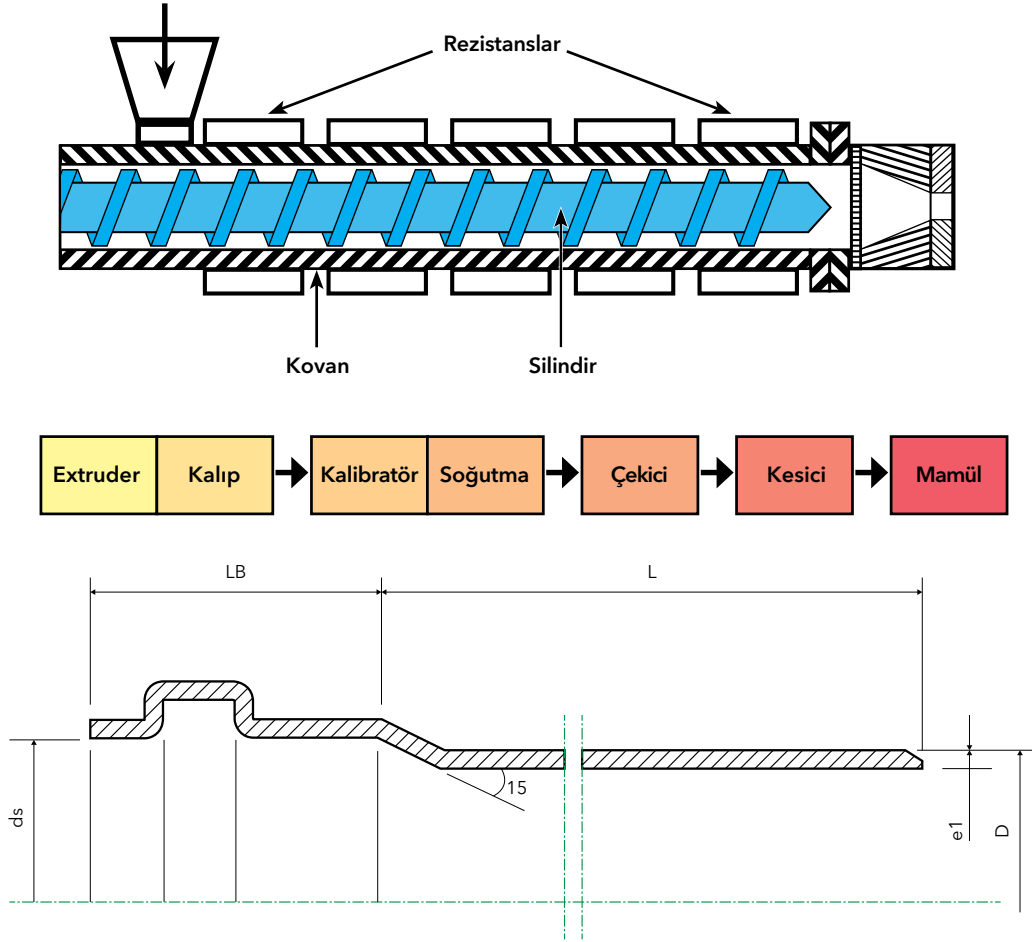 Rezistanslar
Kovan
Silindir
Extruder
Kalıp
Kalibratör
Soğutma
Çekici
Kesici
Mamül
LB
L
15
ds
e1
D